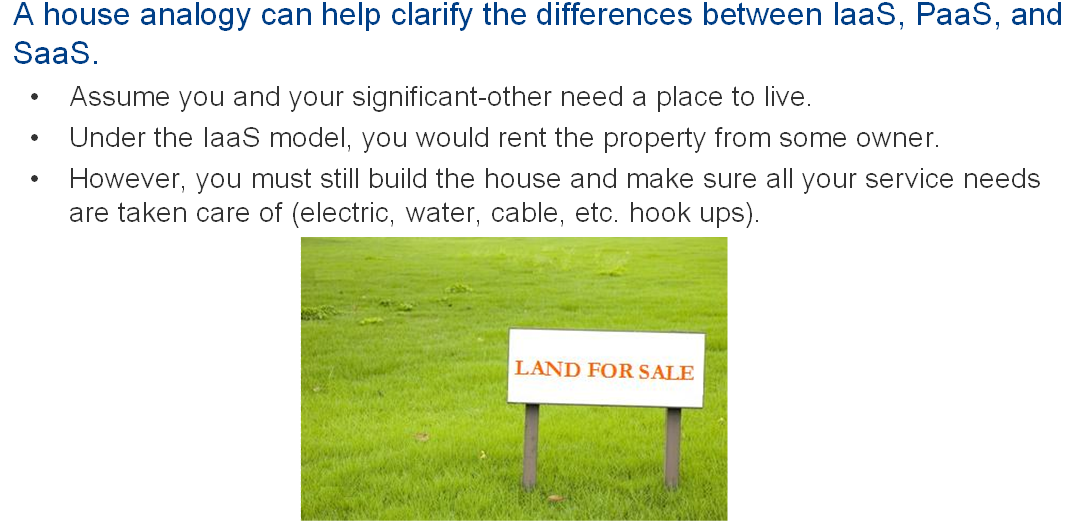 A house analogy can help clarify the differences between IaaS, PaaS, and
SaaS.
• Assume you and your significant-other need a place to live.
• Under the IaaS model, you would rent the property from some owner.
• However, you must still build the house and make sure all your service needs
are taken care of (electric, water, cable, etc. hook ups).
LAND FOR SALE